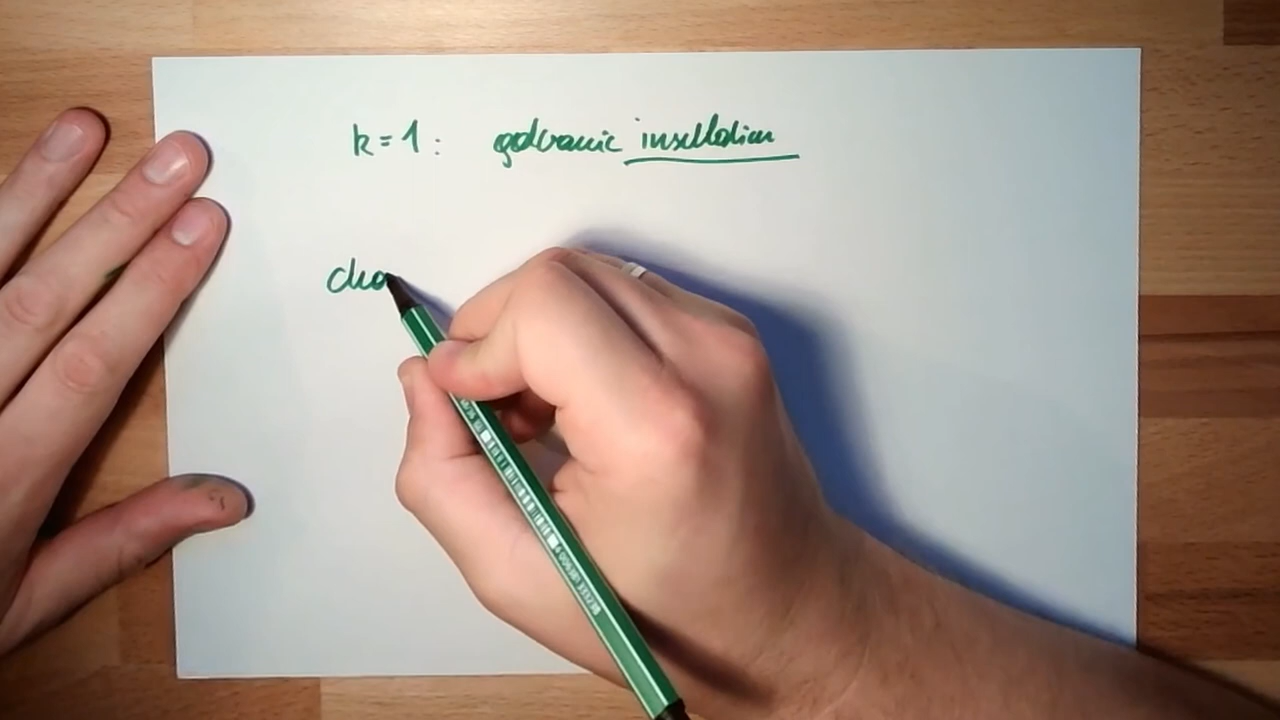 k = 1 : galvanic insulation
cha